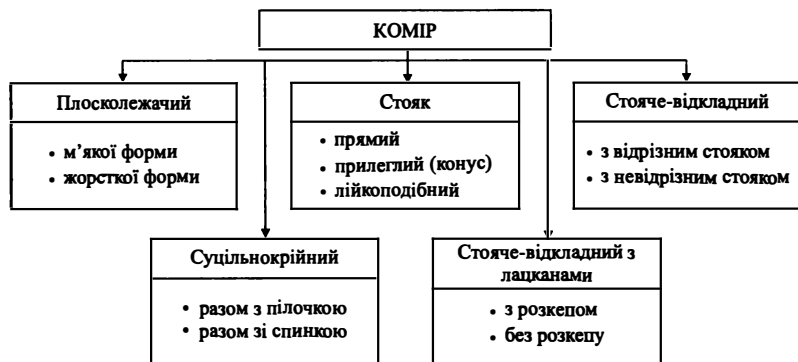 КОМІР
Плосколежачий
• м’якої форми
• жорсткої форми
Стояк
• прямий
• прилеглий (конус)
• лійкоподібний
Стояче-відкладний
• з відрізним стояком
• з невідрізним стояком
Суцільнокрійний
• разом з пілочкою
• разом зі спинкою
Стояче-відкладний з
лацканами
• з розкепом
• без розкепу